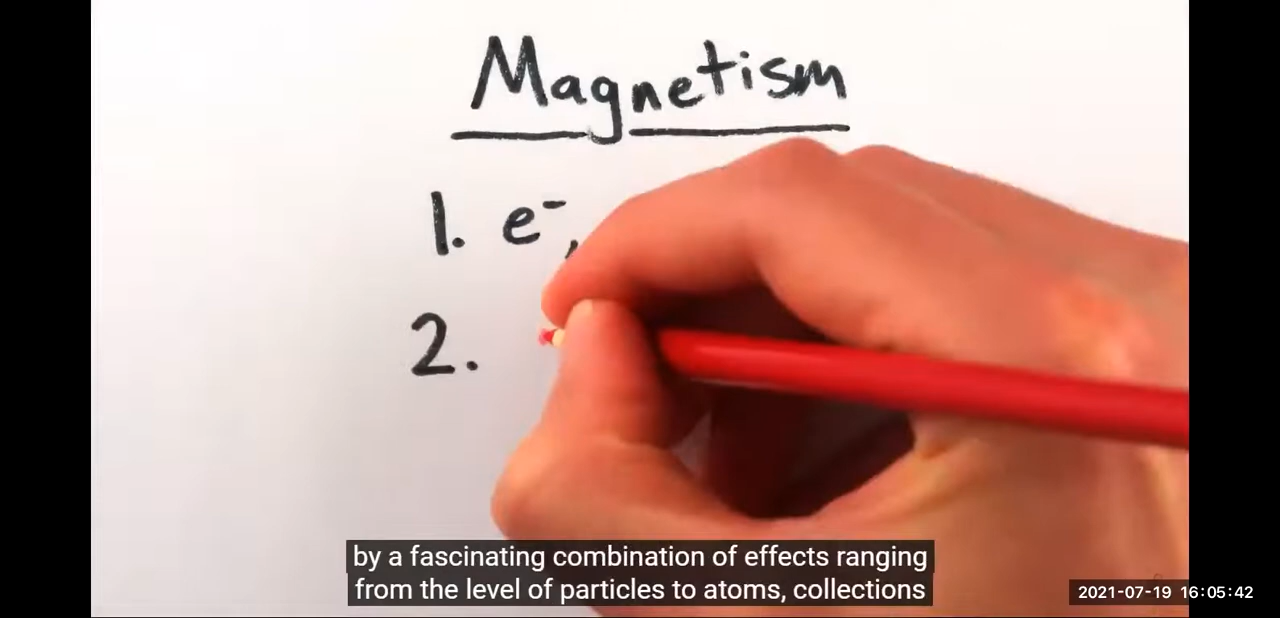 Magnetism
1. e⁻,
2.
by a fascinating combination of effects ranging
from the level of particles to atoms, collections
2021-07-19 16:05:42